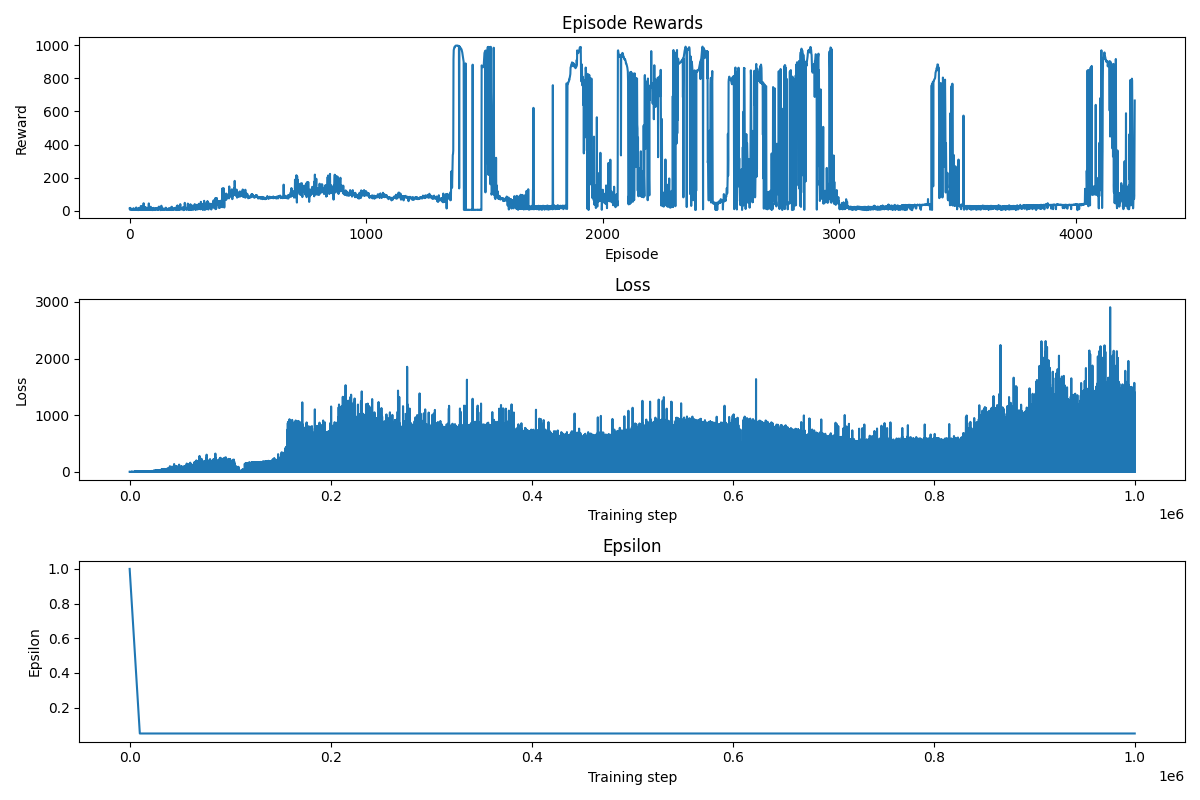 Episode Rewards
1000
800
600
400
200
0
Reward
0 1000 2000 3000 4000
Episode
Loss
3000
2000
1000
0
Loss
0.0 0.2 0.4 0.6 0.8 1.0
1e6
Training step
Epsilon
1.0
0.8
0.6
0.4
0.2
Epsilon
0.0 0.2 0.4 0.6 0.8 1.0
1e6
Training step